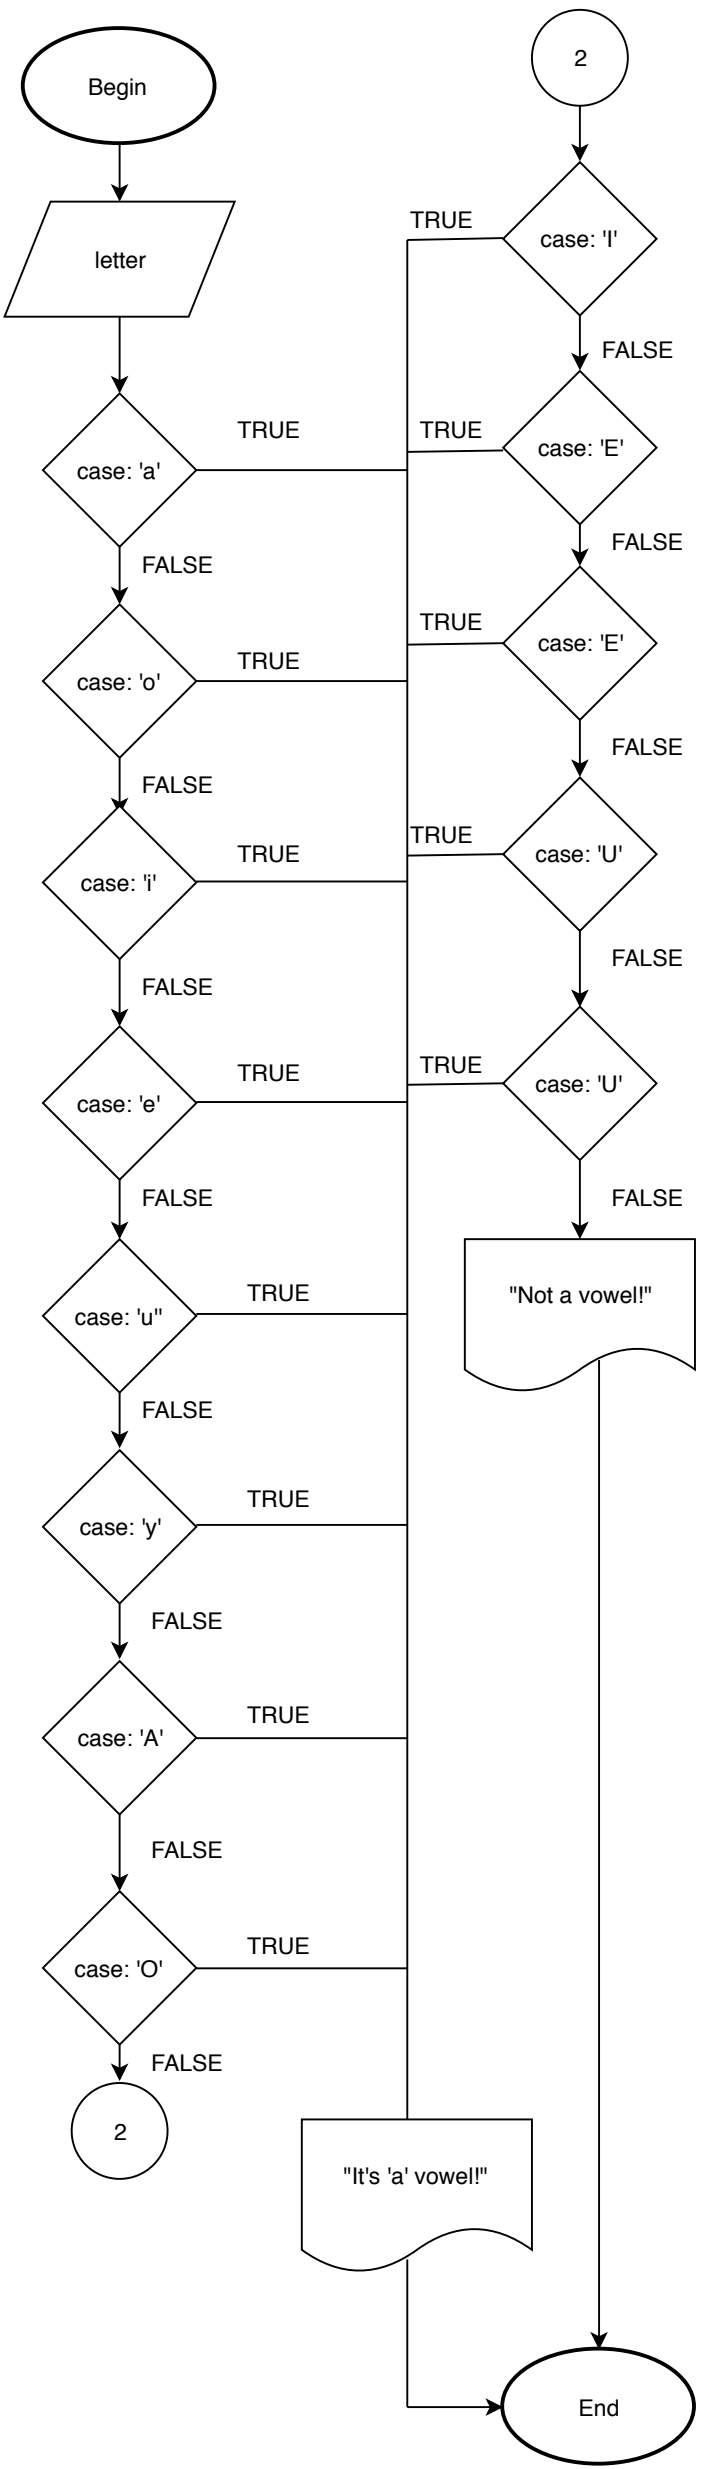 Begin
letter
case: 'a'
TRUE
FALSE
case: 'o'
TRUE
FALSE
case: 'i'
TRUE
FALSE
case: 'e'
TRUE
FALSE
case: 'u''
TRUE
FALSE
case: 'y'
TRUE
FALSE
case: 'A'
TRUE
FALSE
case: 'O'
TRUE
FALSE
2
2
case: 'I'
TRUE
FALSE
case: 'E'
TRUE
FALSE
case: 'E'
TRUE
FALSE
case: 'U'
TRUE
FALSE
case: 'U'
TRUE
FALSE
"Not a vowel!"
"It's 'a' vowel!"
End